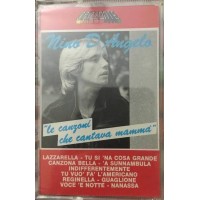 Nino D'Angelo
"le canzoni
che cantava mamma"
LAZZARELLA - TU SI 'NA COSA GRANDE
CANZONA BELLA - 'A SUNNAMBULA
INDIFFERENTEMENTE
TU VUO' FA' L'AMERICANO
REGINELLA - GUAGLIONE
VOCE 'E NOTTE - NANASSA